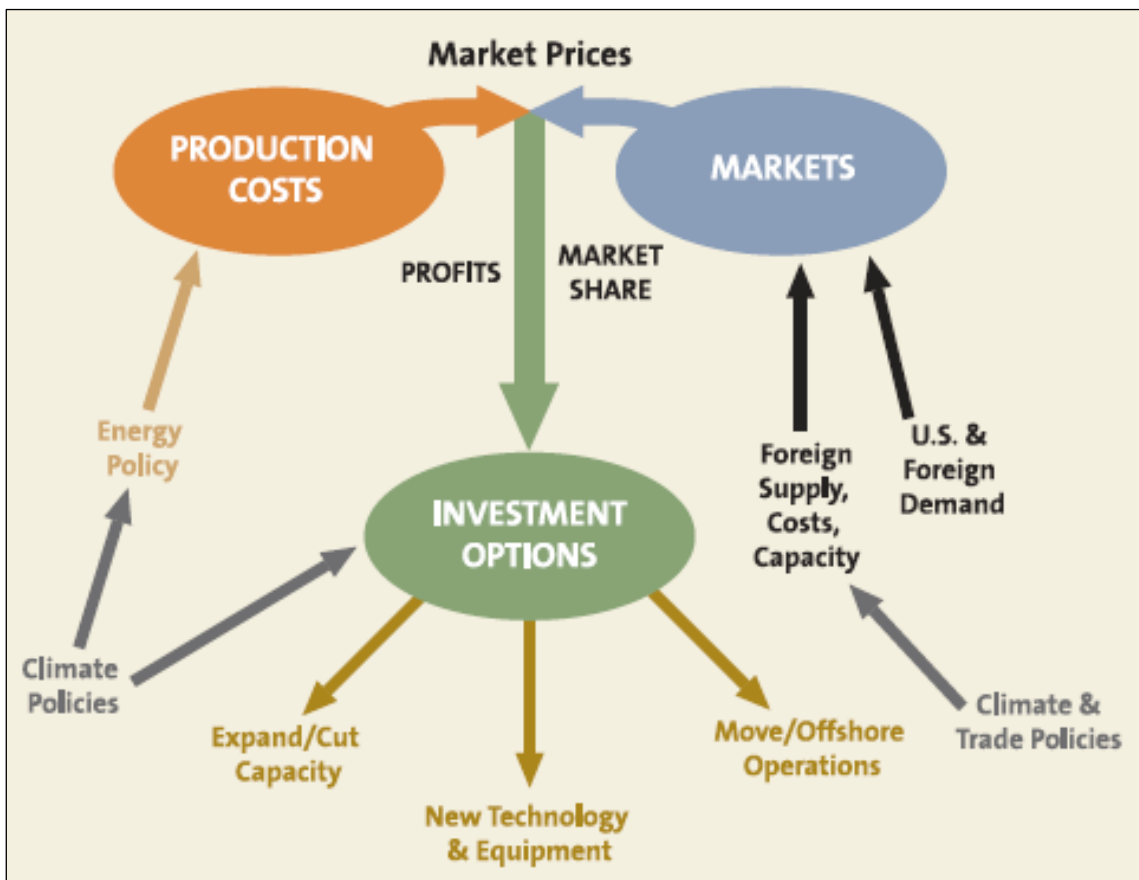 Market Prices
PRODUCTION
COSTS
MARKETS
PROFITS
MARKET
SHARE
Energy
Policy
Foreign
Supply,
Costs,
Capacity
U.S. &
Foreign
Demand
INVESTMENT
OPTIONS
Climate
Policies
Expand/Cut
Capacity
New Technology
& Equipment
Move/Offshore
Operations
Climate &
Trade Policies